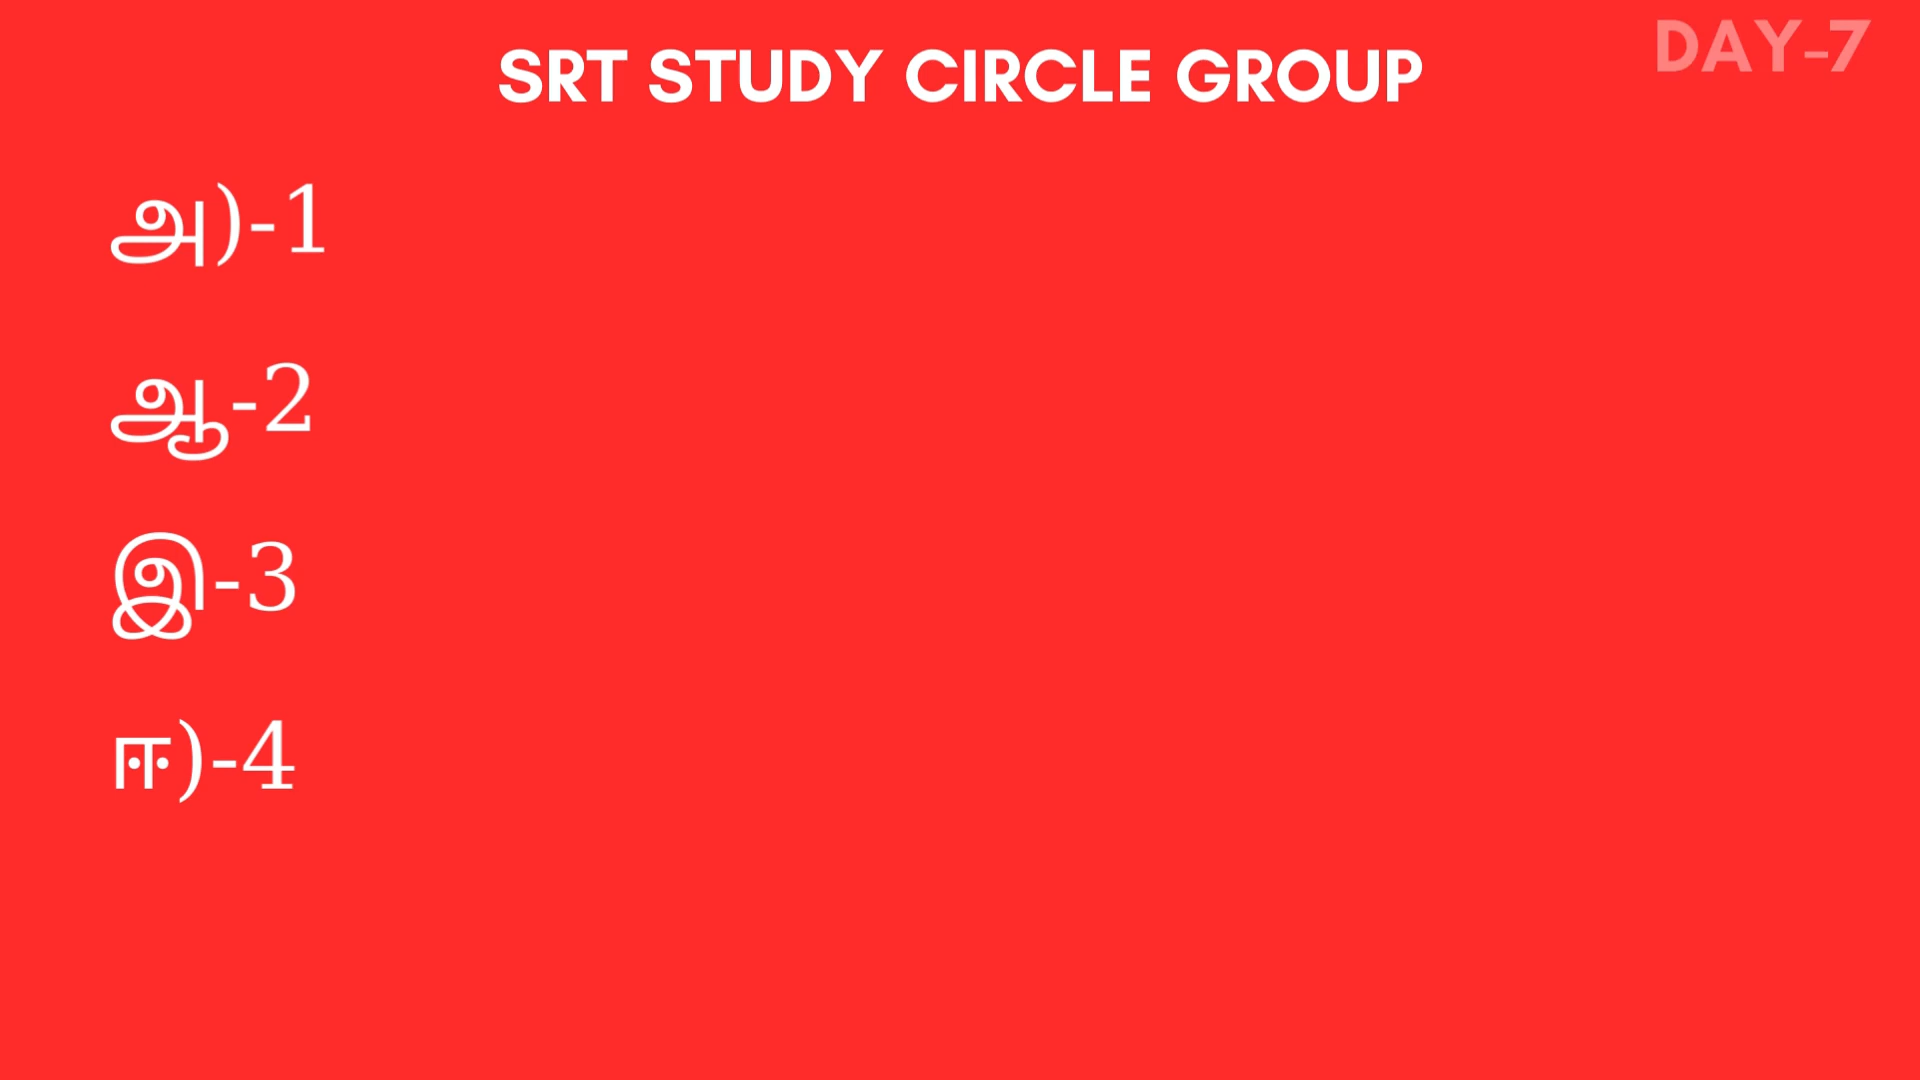 DAY-7
SRT STUDY CIRCLE GROUP
அ)-1
ஆ-2
இ-3
ஈ)-4